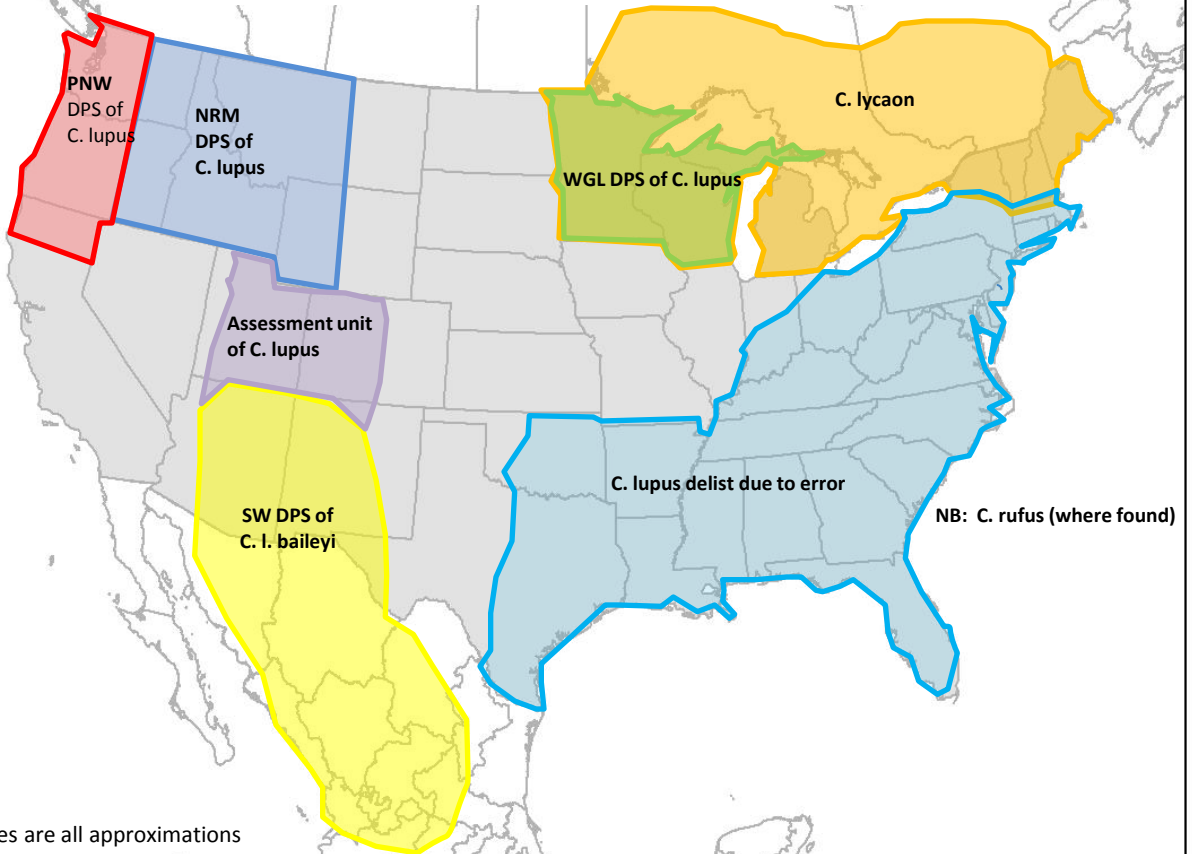 PNW
DPS of
C. lupus
NRM
DPS of
C. lupus
C. lycaon
WGL DPS of C. lupus
Assessment unit
of C. lupus
C. lupus delist due to error
NB: C. rufus (where found)
SW DPS of
C. l. baileyi
are all approximations